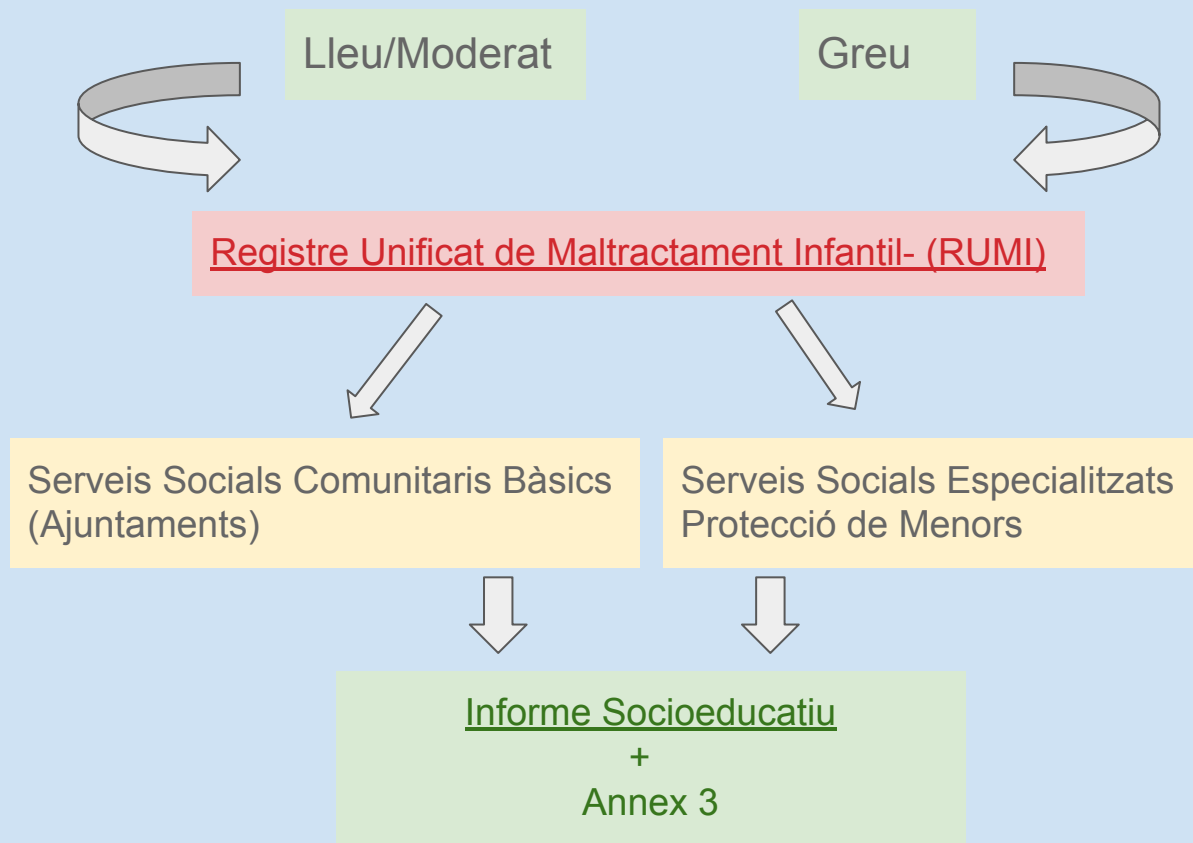 Lleu/Moderat
Greu
Registre Unificat de Maltractament Infantil- (RUMI)
Serveis Socials Comunitaris Bàsics
(Ajuntaments)
Serveis Socials Especialitzats
Protecció de Menors
Informe Socioeducatiu
+
Annex 3